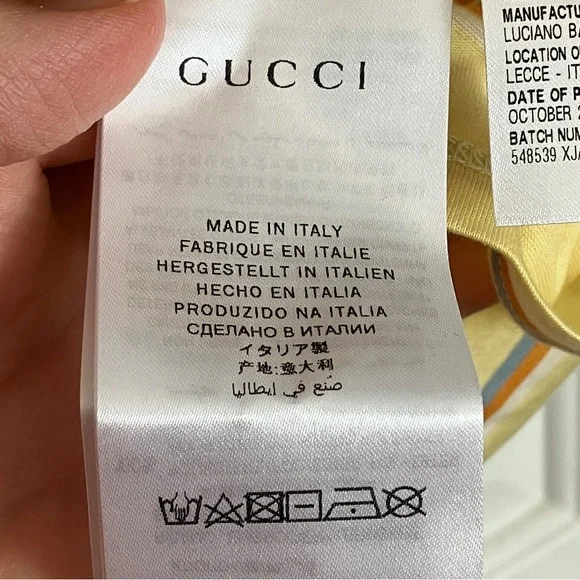 GUCCI
MADE IN ITALY
FABRIQUE EN ITALIE
HERGESTELLT IN ITALIEN
HECHO EN ITALIA
PRODUZIDO NA ITALIA
СДЕЛАНО В ИТАЛИИ
イタリア製
产地:意大利
صنع في ايطاليا
MANUFACTU
LUCIANO BA
LOCATION O
LECCE - IT
DATE OF P
OCTOBER 2
BATCH NUM
548539 XJA